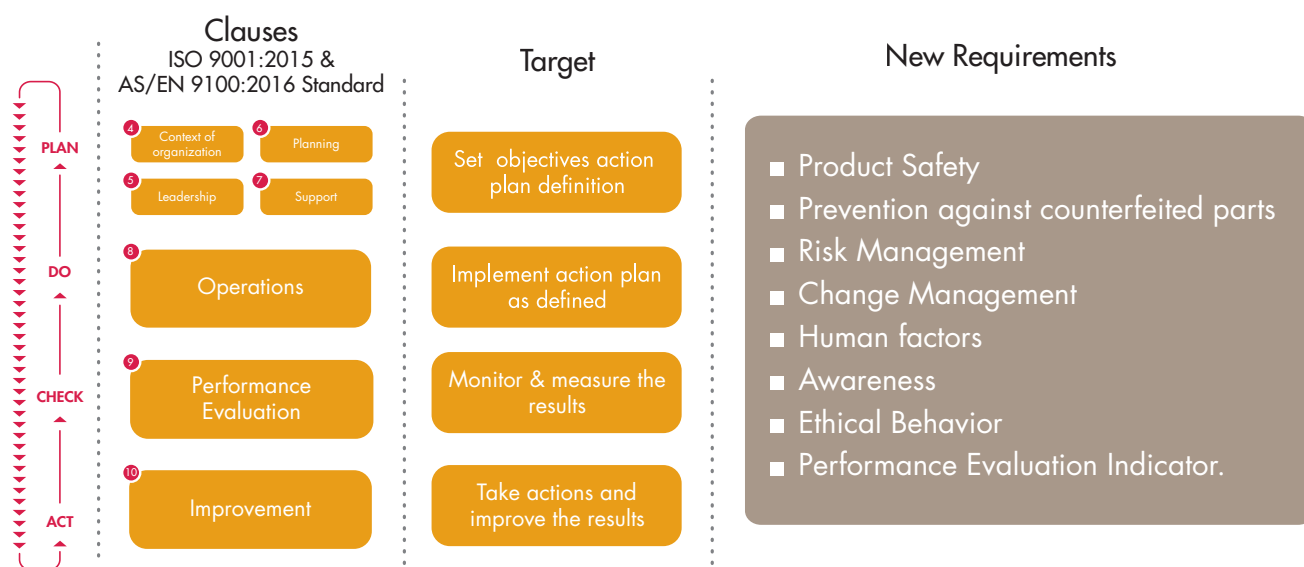 Clauses
ISO 9001:2015 &
AS/EN 9100:2016 Standard
Target
New Requirements
PLAN
DO
CHECK
ACT
4
Context of
organization
6
Planning
5
Leadership
7
Support
8
Operations
9
Performance
Evaluation
10
Improvement
Set objectives action
plan definition
Implement action plan
as defined
Monitor & measure the
results
Take actions and
improve the results
Product Safety
Prevention against counterfeited parts
Risk Management
Change Management
Human factors
Awareness
Ethical Behavior
Performance Evaluation Indicator.